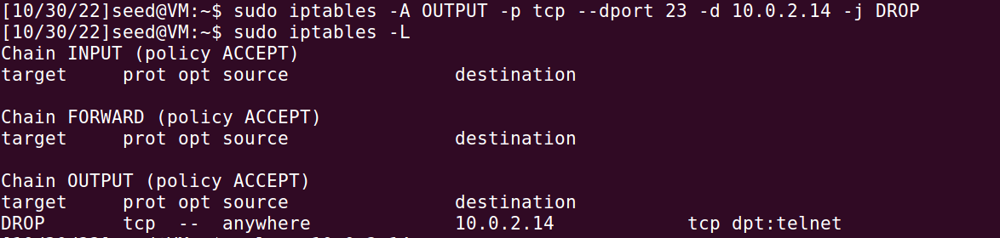 [10/30/22]seed@VM:~$ sudo iptables -A OUTPUT -p tcp --dport 23 -d 10.0.2.14 -j DROP
[10/30/22]seed@VM:~$ sudo iptables -L
Chain INPUT (policy ACCEPT)
target     prot opt source               destination

Chain FORWARD (policy ACCEPT)
target     prot opt source               destination

Chain OUTPUT (policy ACCEPT)
target     prot opt source               destination
DROP       tcp  --  anywhere             10.0.2.14            tcp dpt:telnet